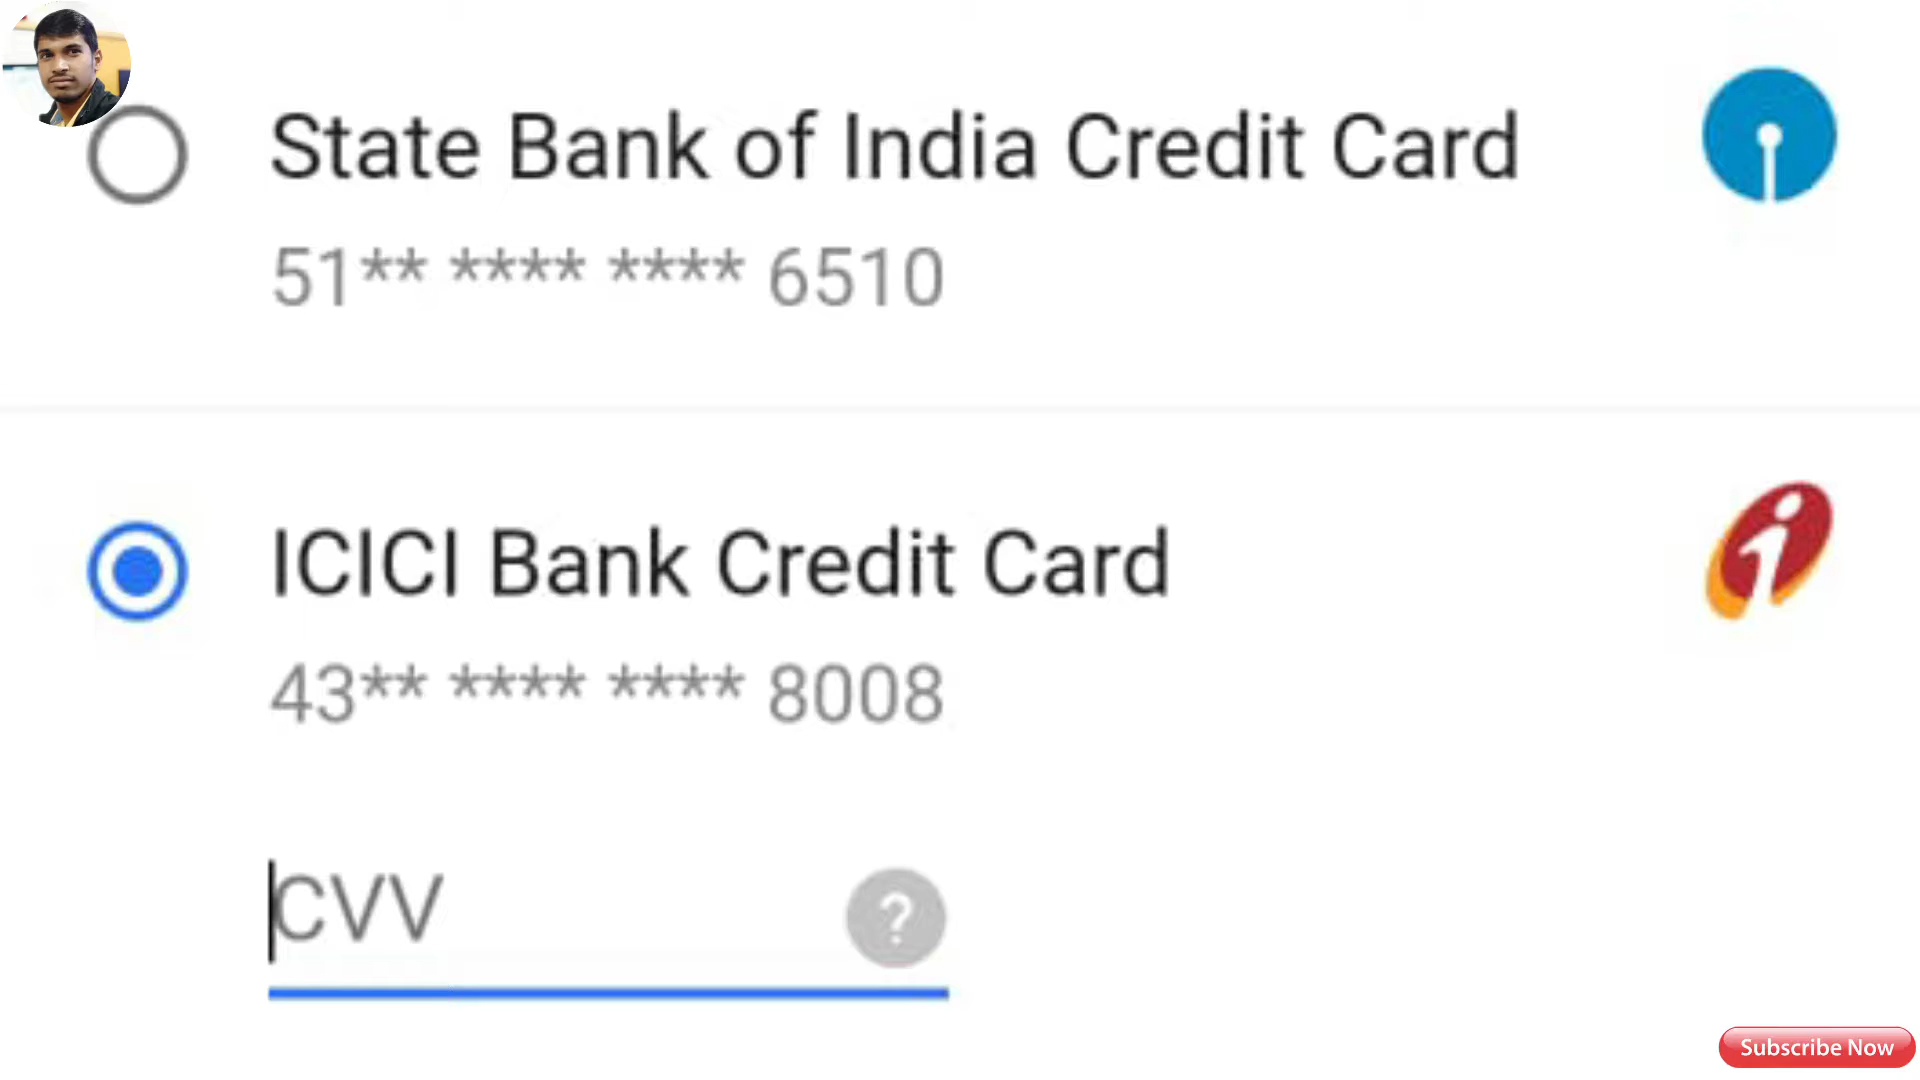 State Bank of India Credit Card
51** **** **** 6510
ICICI Bank Credit Card
43** **** **** 8008
CVV
?
Subscribe Now